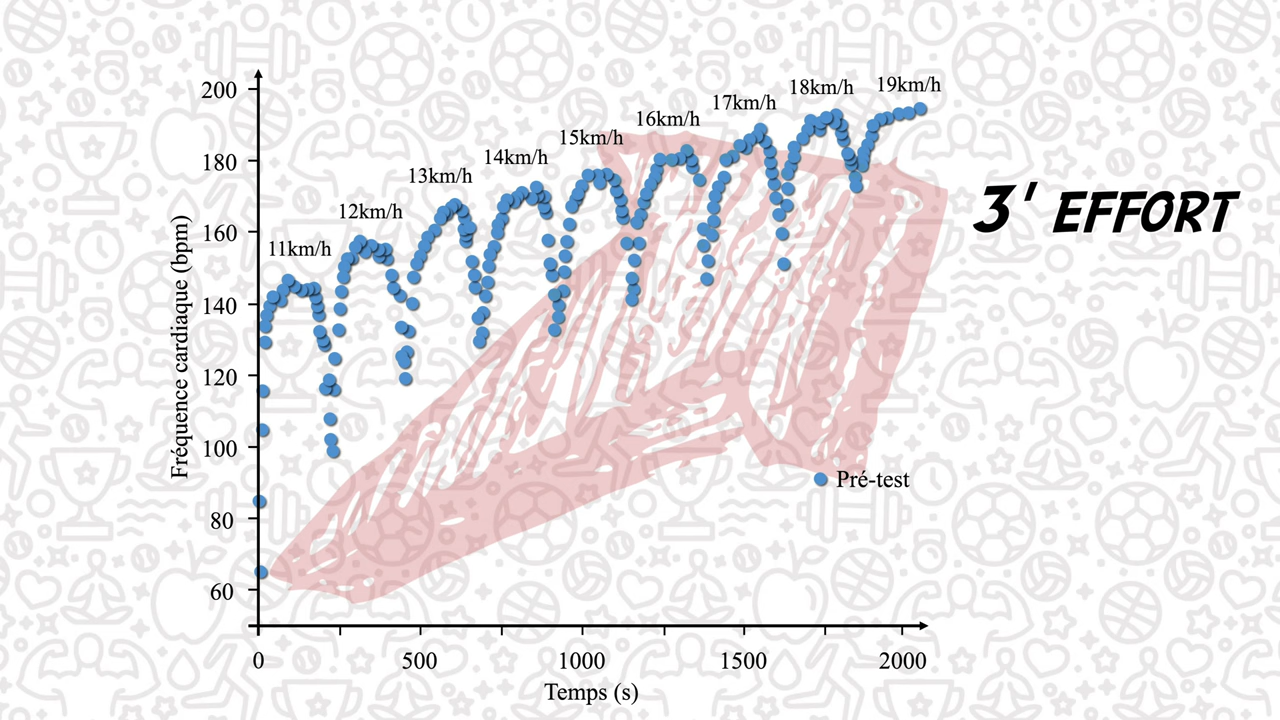 19km/h
18km/h
17km/h
16km/h
15km/h
14km/h
13km/h
12km/h
11km/h
200
180
160
140
120
100
80
60
Fréquence cardiaque (bpm)
3' EFFORT
Pré-test
0
500
1000
1500
2000
Temps (s)